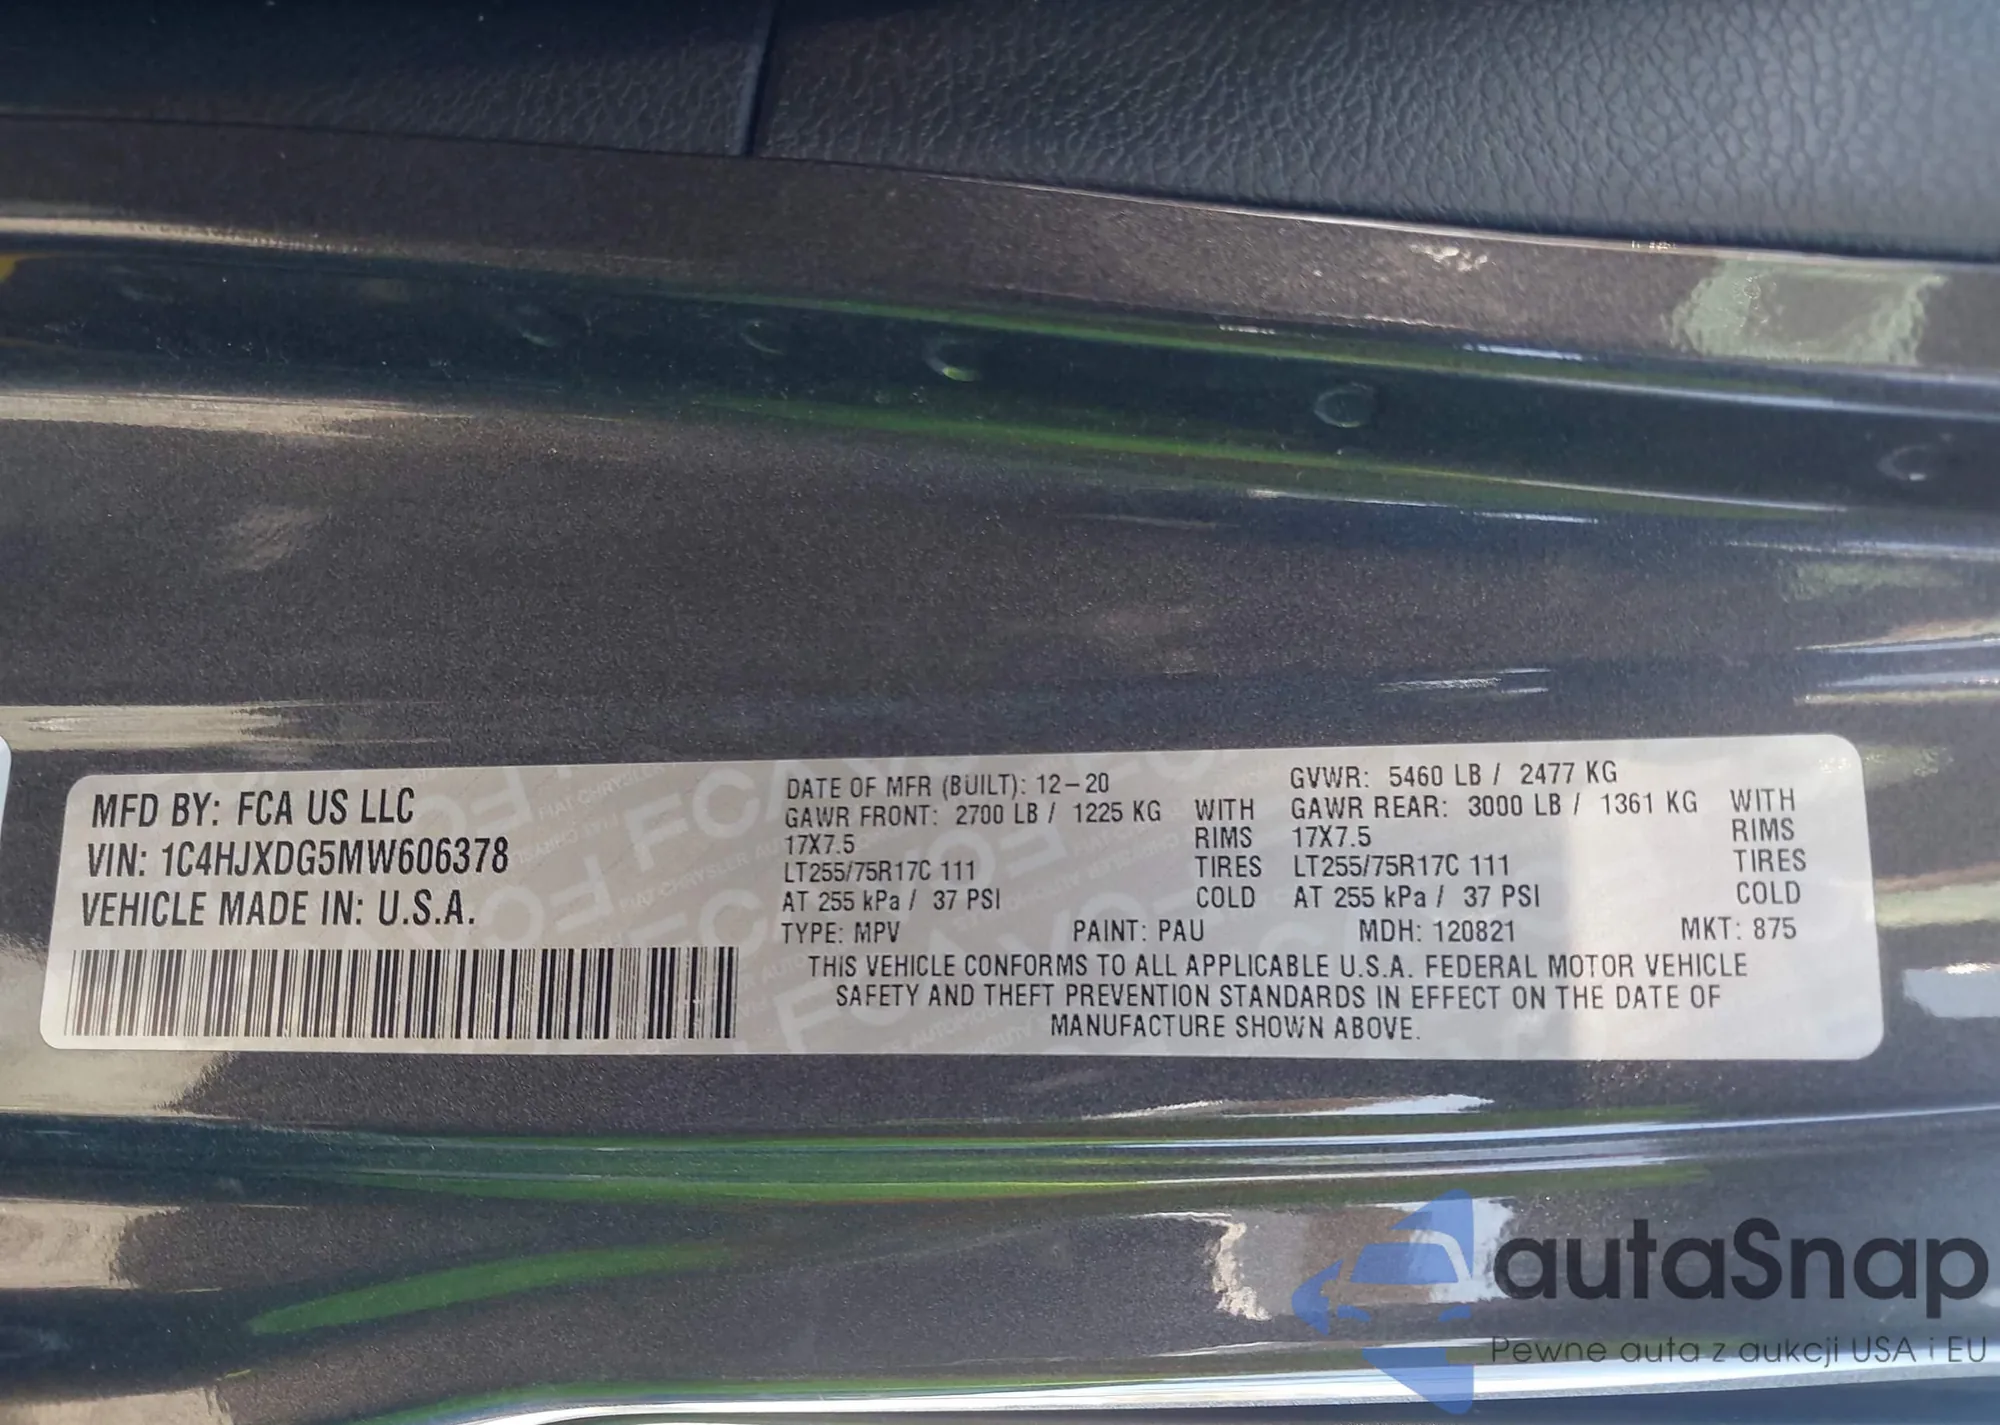 MFD BY: FCA US LLC
VIN: 1C4HJXDG5MW606378
VEHICLE MADE IN: U.S.A.
DATE OF MFR (BUILT): 12-20
GAWR FRONT: 2700 LB / 1225 KG WITH
17X7.5 RIMS
LT255/75R17C 111 TIRES
AT 255 kPa / 37 PSI COLD
GVWR: 5460 LB / 2477 KG
GAWR REAR: 3000 LB / 1361 KG WITH
17X7.5 RIMS
LT255/75R17C 111 TIRES
AT 255 kPa / 37 PSI COLD
TYPE: MPV PAINT: PAU MDH: 120821 MKT: 875
THIS VEHICLE CONFORMS TO ALL APPLICABLE U.S.A. FEDERAL MOTOR VEHICLE
SAFETY AND THEFT PREVENTION STANDARDS IN EFFECT ON THE DATE OF
MANUFACTURE SHOWN ABOVE.
autaSnap
Pewne auta z aukcji USA i EU